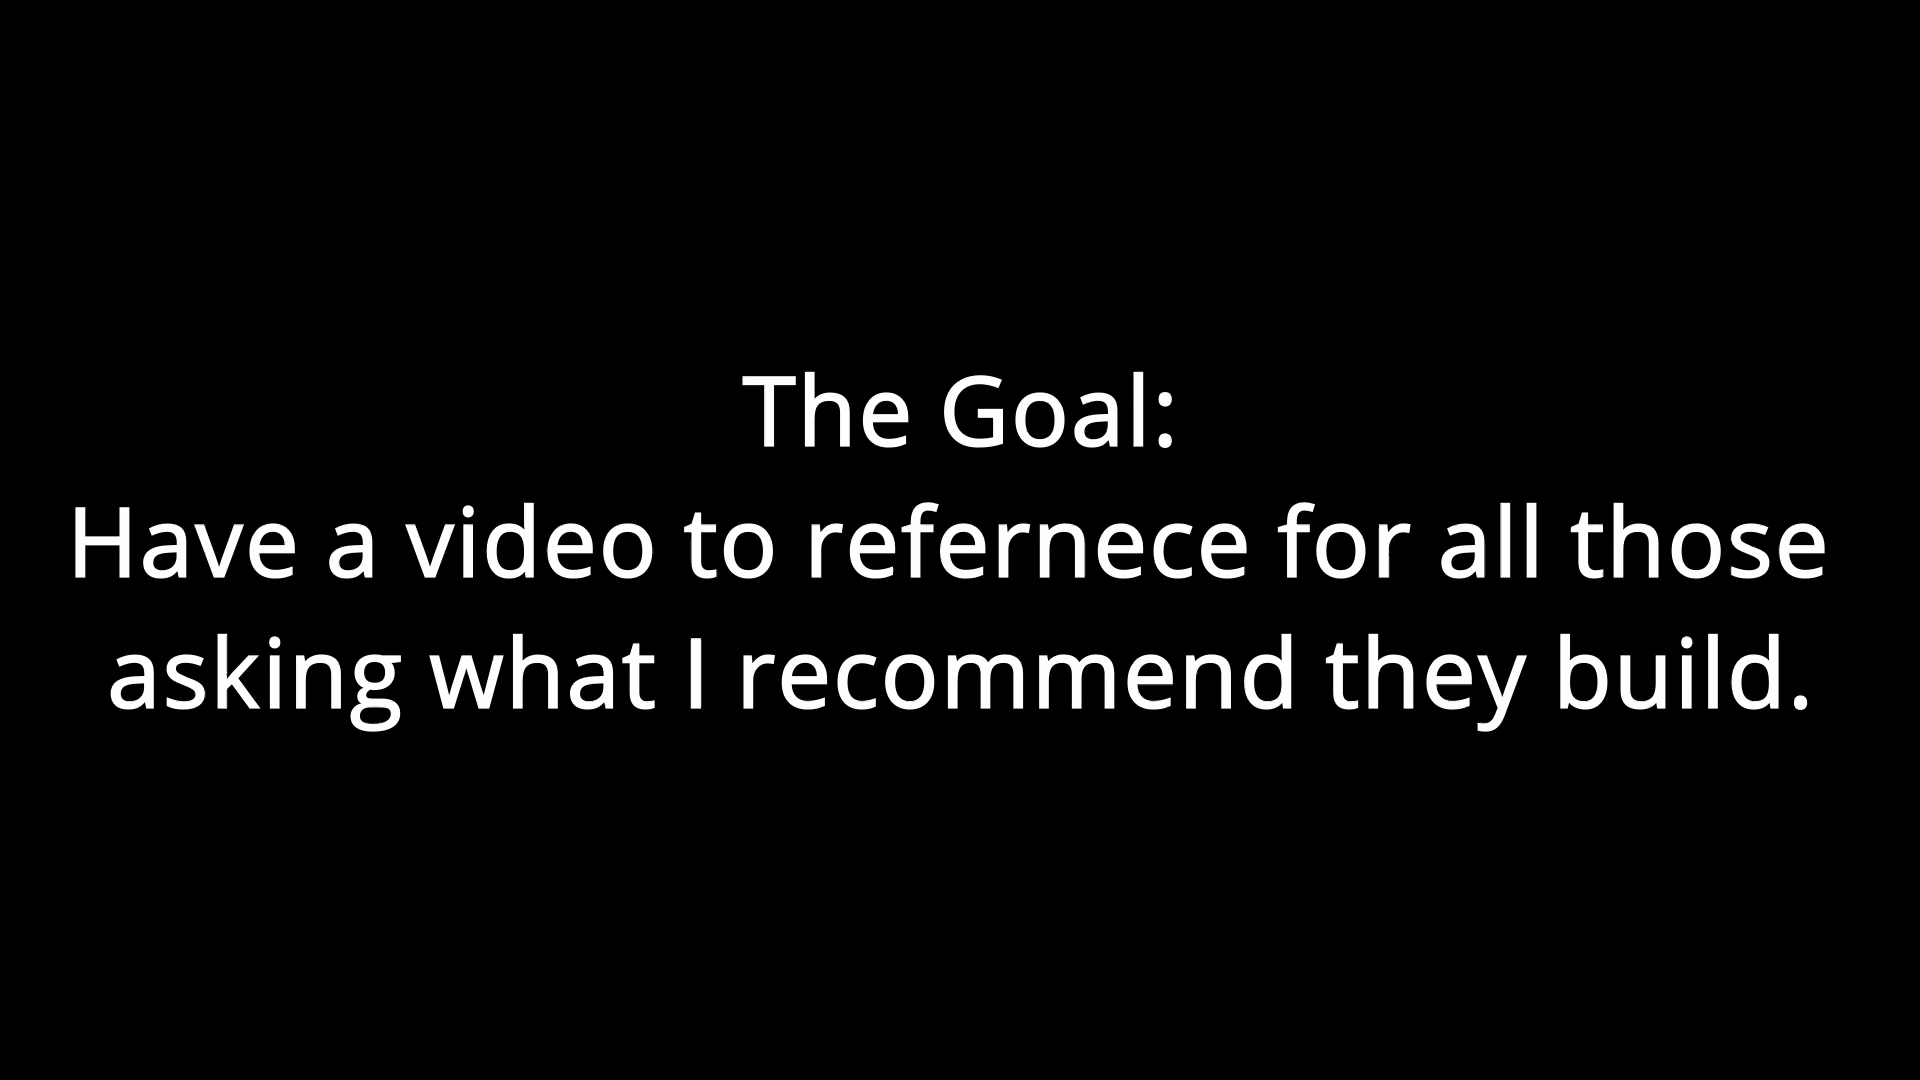 The Goal:
Have a video to refernece for all those
asking what I recommend they build.